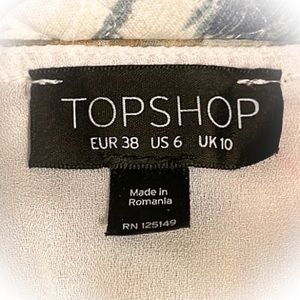 TOPSHOP
EUR 38 US 6 UK 10
Made in
Romania
RN 125149